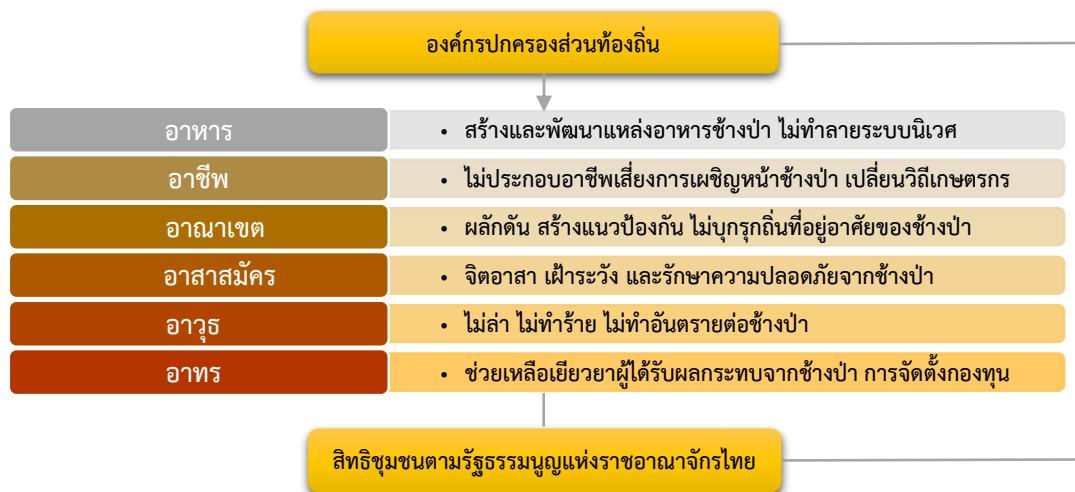 องค์กรปกครองส่วนท้องถิ่น
อาหาร
• สร้างและพัฒนาแหล่งอาหารช้างป่า ไม่ทำลายระบบนิเวศ
อาชีพ
• ไม่ประกอบอาชีพเสี่ยงการเผชิญหน้าช้างป่า เปลี่ยนวิถีเกษตรกร
อาณาเขต
• ผลักดัน สร้างแนวป้องกัน ไม่บุกรุกถิ่นที่อยู่อาศัยของช้างป่า
อาสาสมัคร
• จิตอาสา เฝ้าระวัง และรักษาความปลอดภัยจากช้างป่า
อาวุธ
• ไม่ล่า ไม่ทำร้าย ไม่ทำอันตรายต่อช้างป่า
อาทร
• ช่วยเหลือเยียวยาผู้ได้รับผลกระทบจากช้างป่า การจัดตั้งกองทุน
สิทธิชุมชนตามรัฐธรรมนูญแห่งราชอาณาจักรไทย